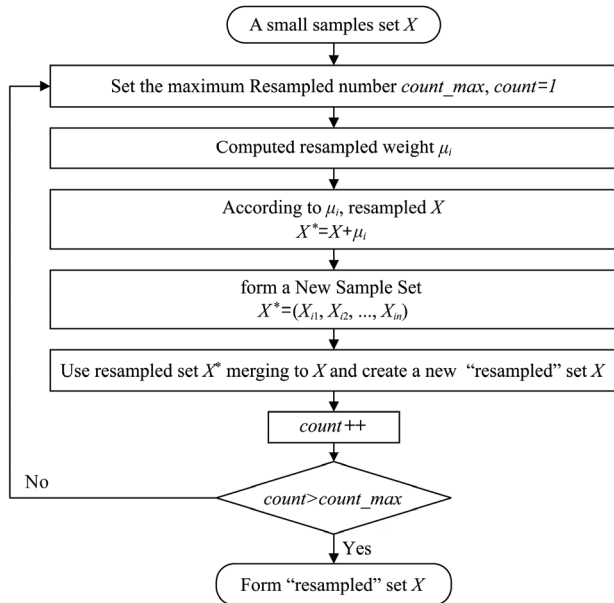 A small samples set X
Set the maximum Resampled number count_max, count=1
Computed resampled weight μᵢ
According to μᵢ, resampled X
X*=X+μᵢ
form a New Sample Set
X*=(Xᵢ₁, Xᵢ₂, ..., Xᵢₙ)
Use resampled set X* merging to X and create a new “resampled” set X
count++
No
count>count_max
Yes
Form “resampled” set X